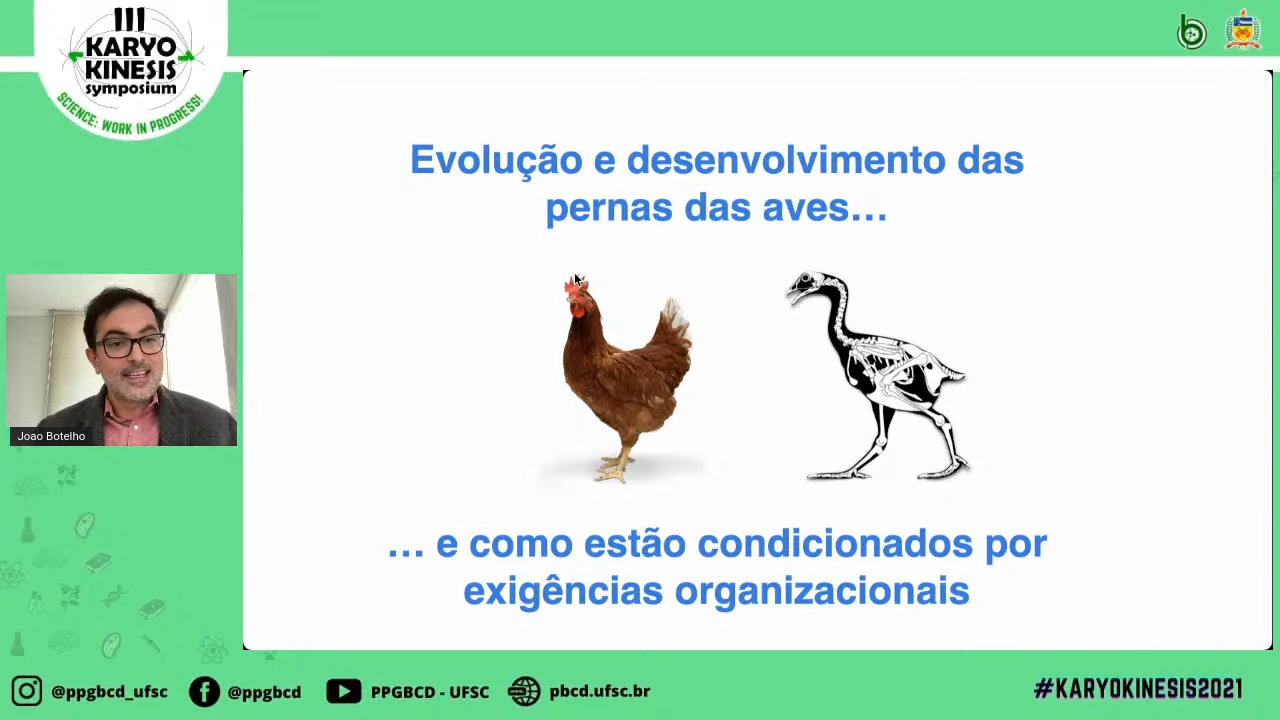 III
KARYO
KINESIS
symposium
SCIENCE: WORK IN PROGRESS!
Evolução e desenvolvimento das
pernas das aves...
Joao Botelho
... e como estão condicionados por
exigências organizacionais
@ppgbcd_ufsc
@ppgbcd
PPGBCD - UFSC
pbcd.ufsc.br
#KARYOKINESIS2021